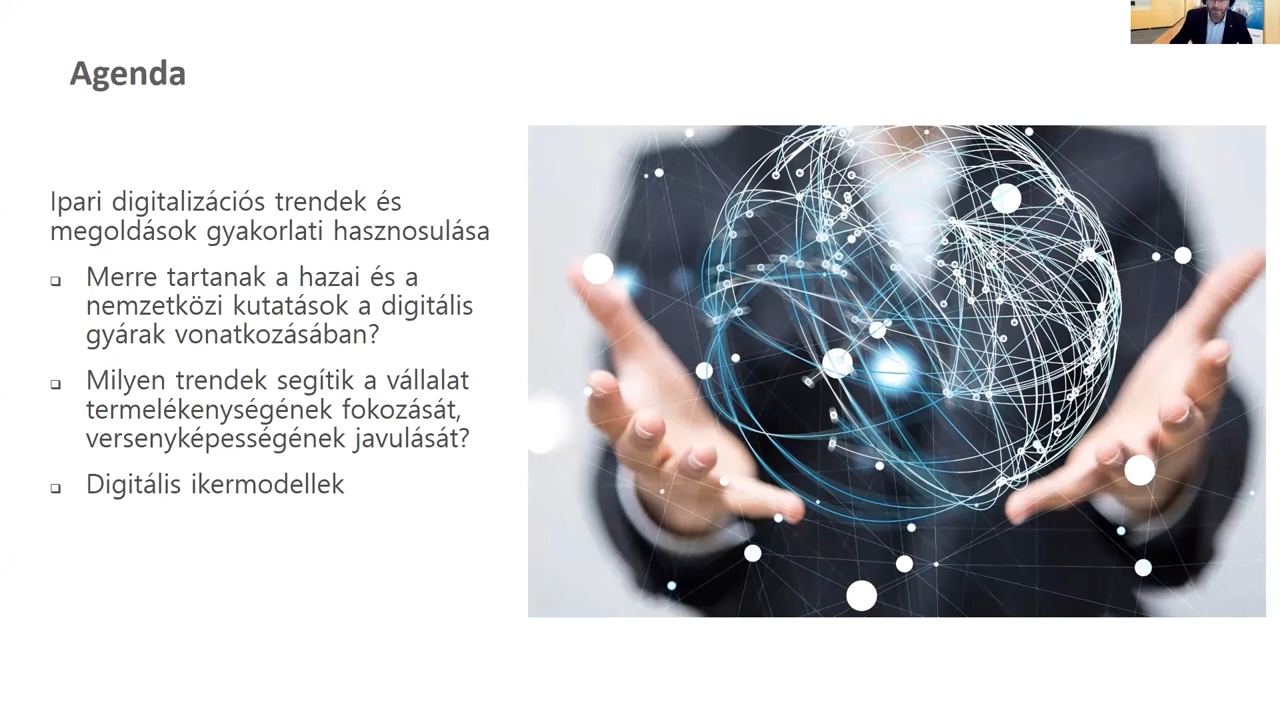 Agenda
Ipari digitalizációs trendek és
megoldások gyakorlati hasznosulása
Merre tartanak a hazai és a
nemzetközi kutatások a digitális
gyárak vonatkozásában?
Milyen trendek segítik a vállalat
termelékenységének fokozását,
versenyképességének javulását?
Digitális ikermodellek